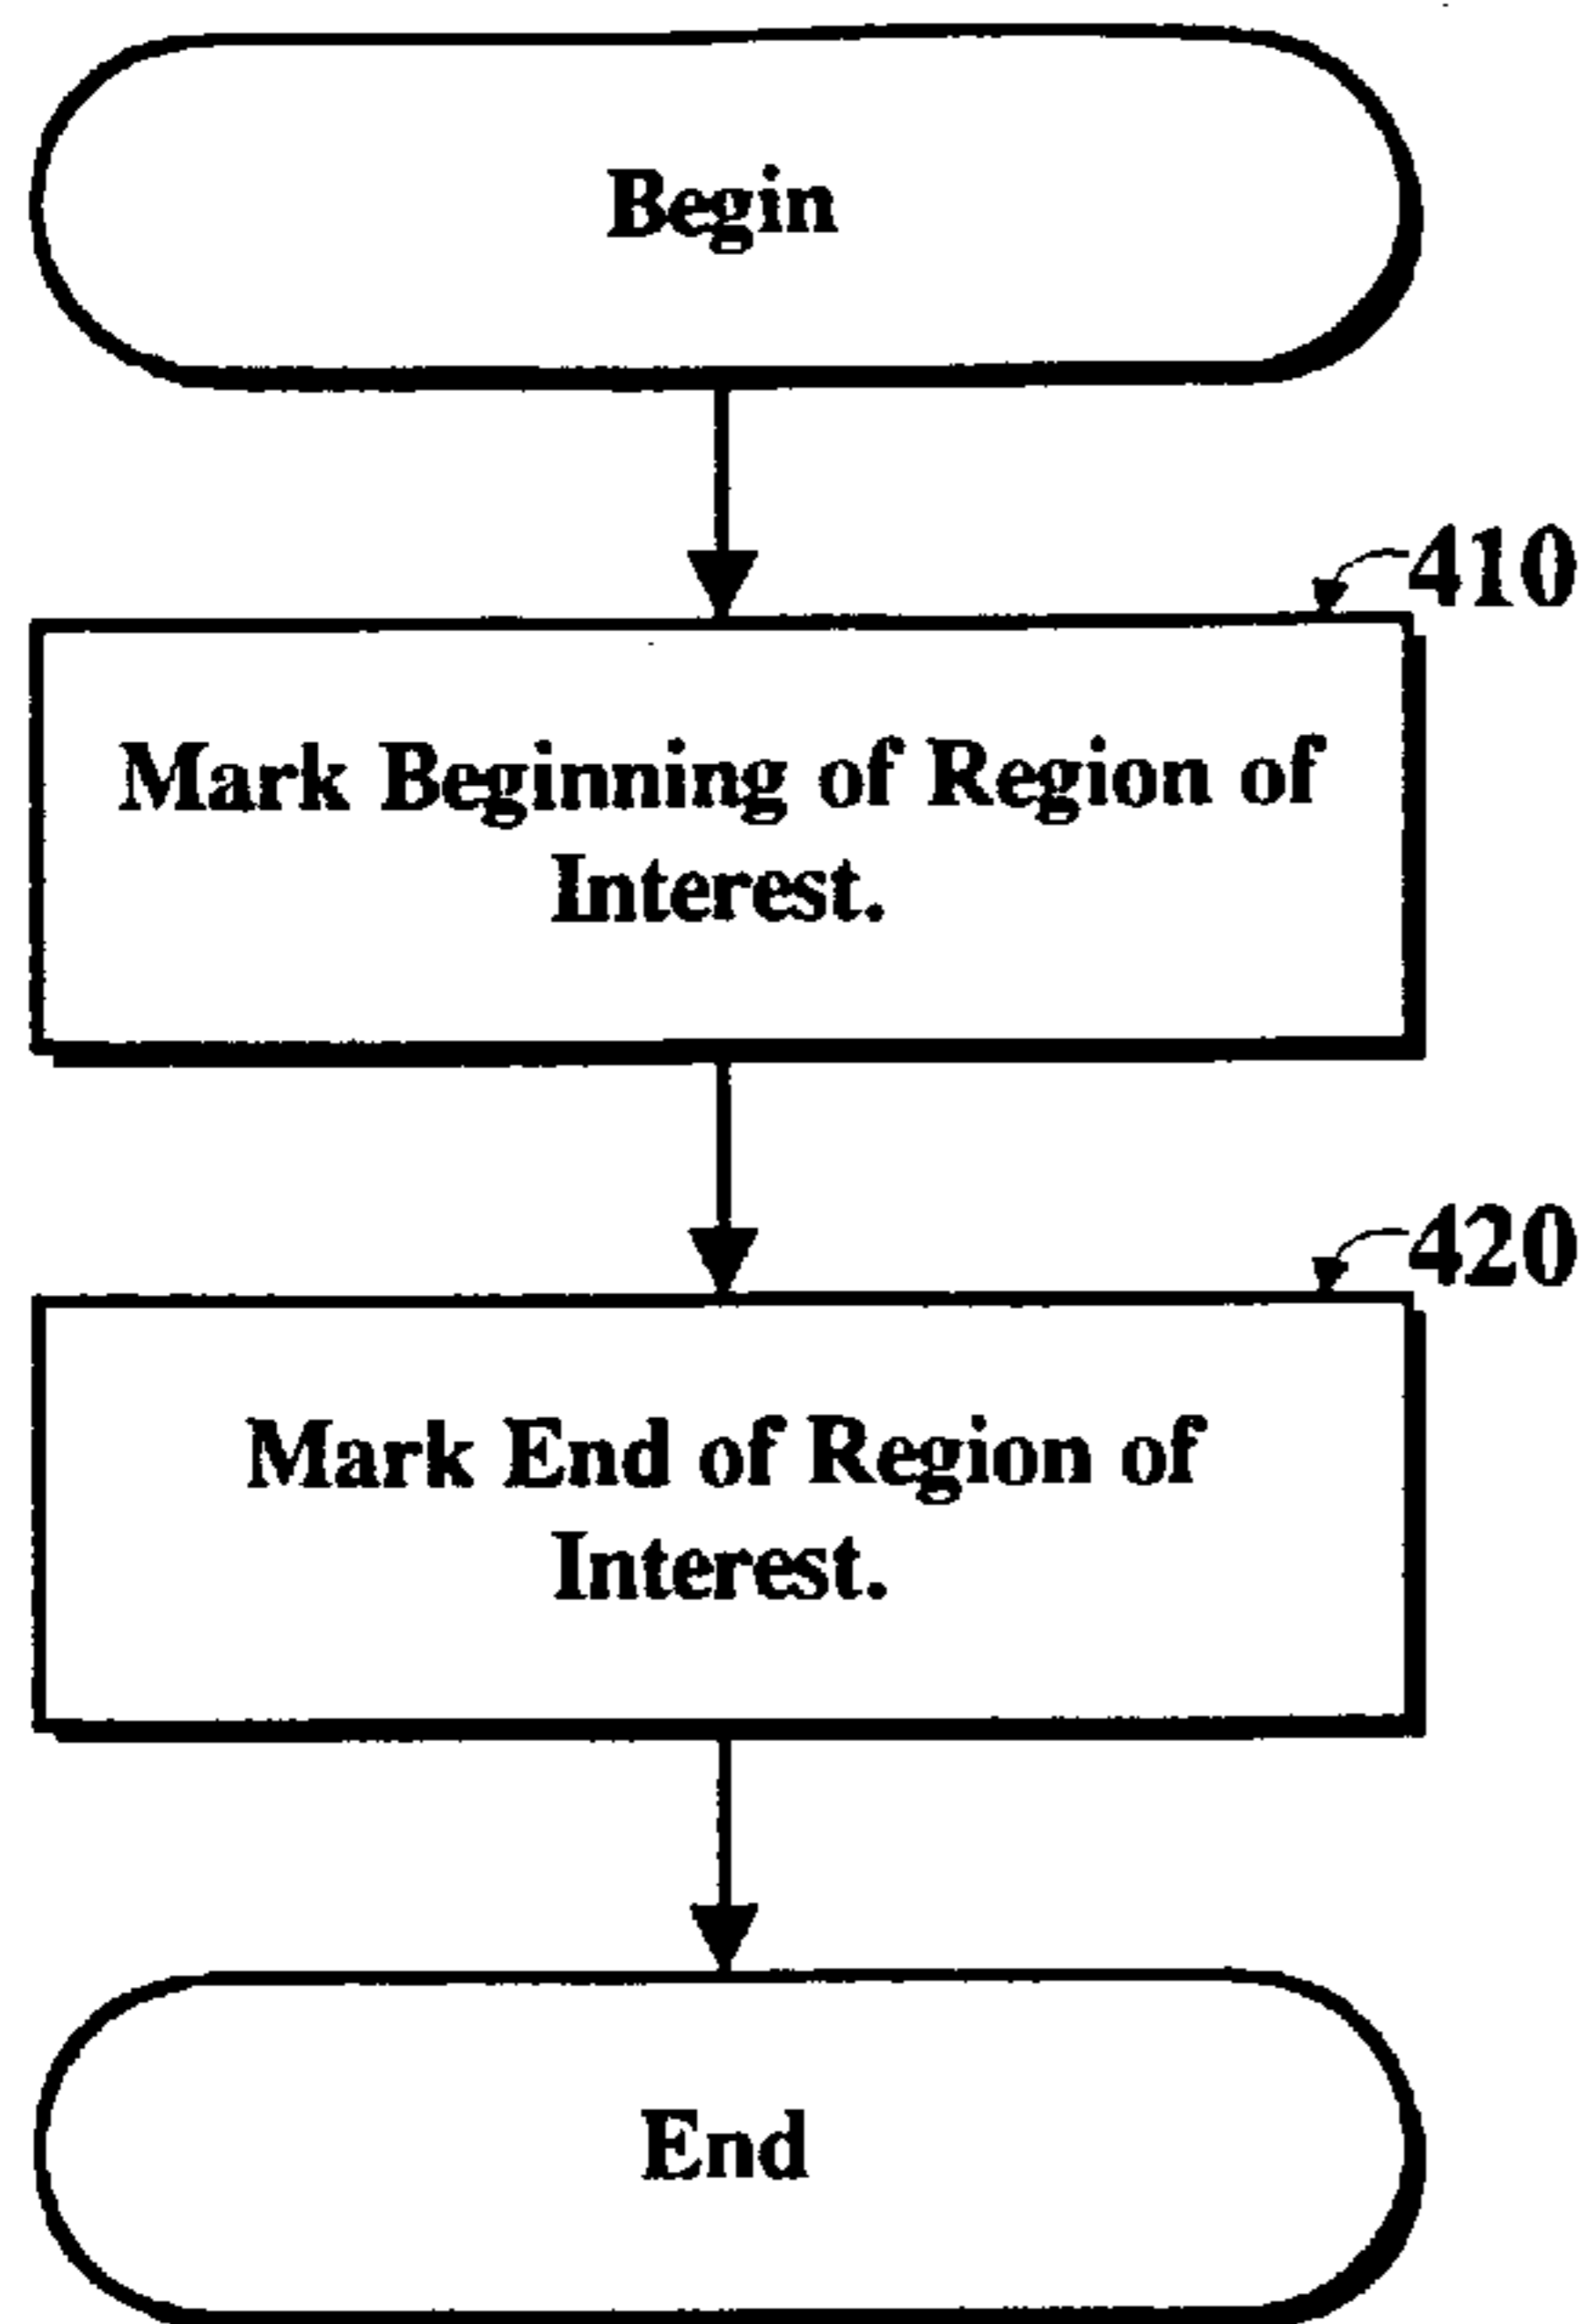 Begin
410
Mark Beginning of Region of
Interest.
420
Mark End of Region of
Interest.
End